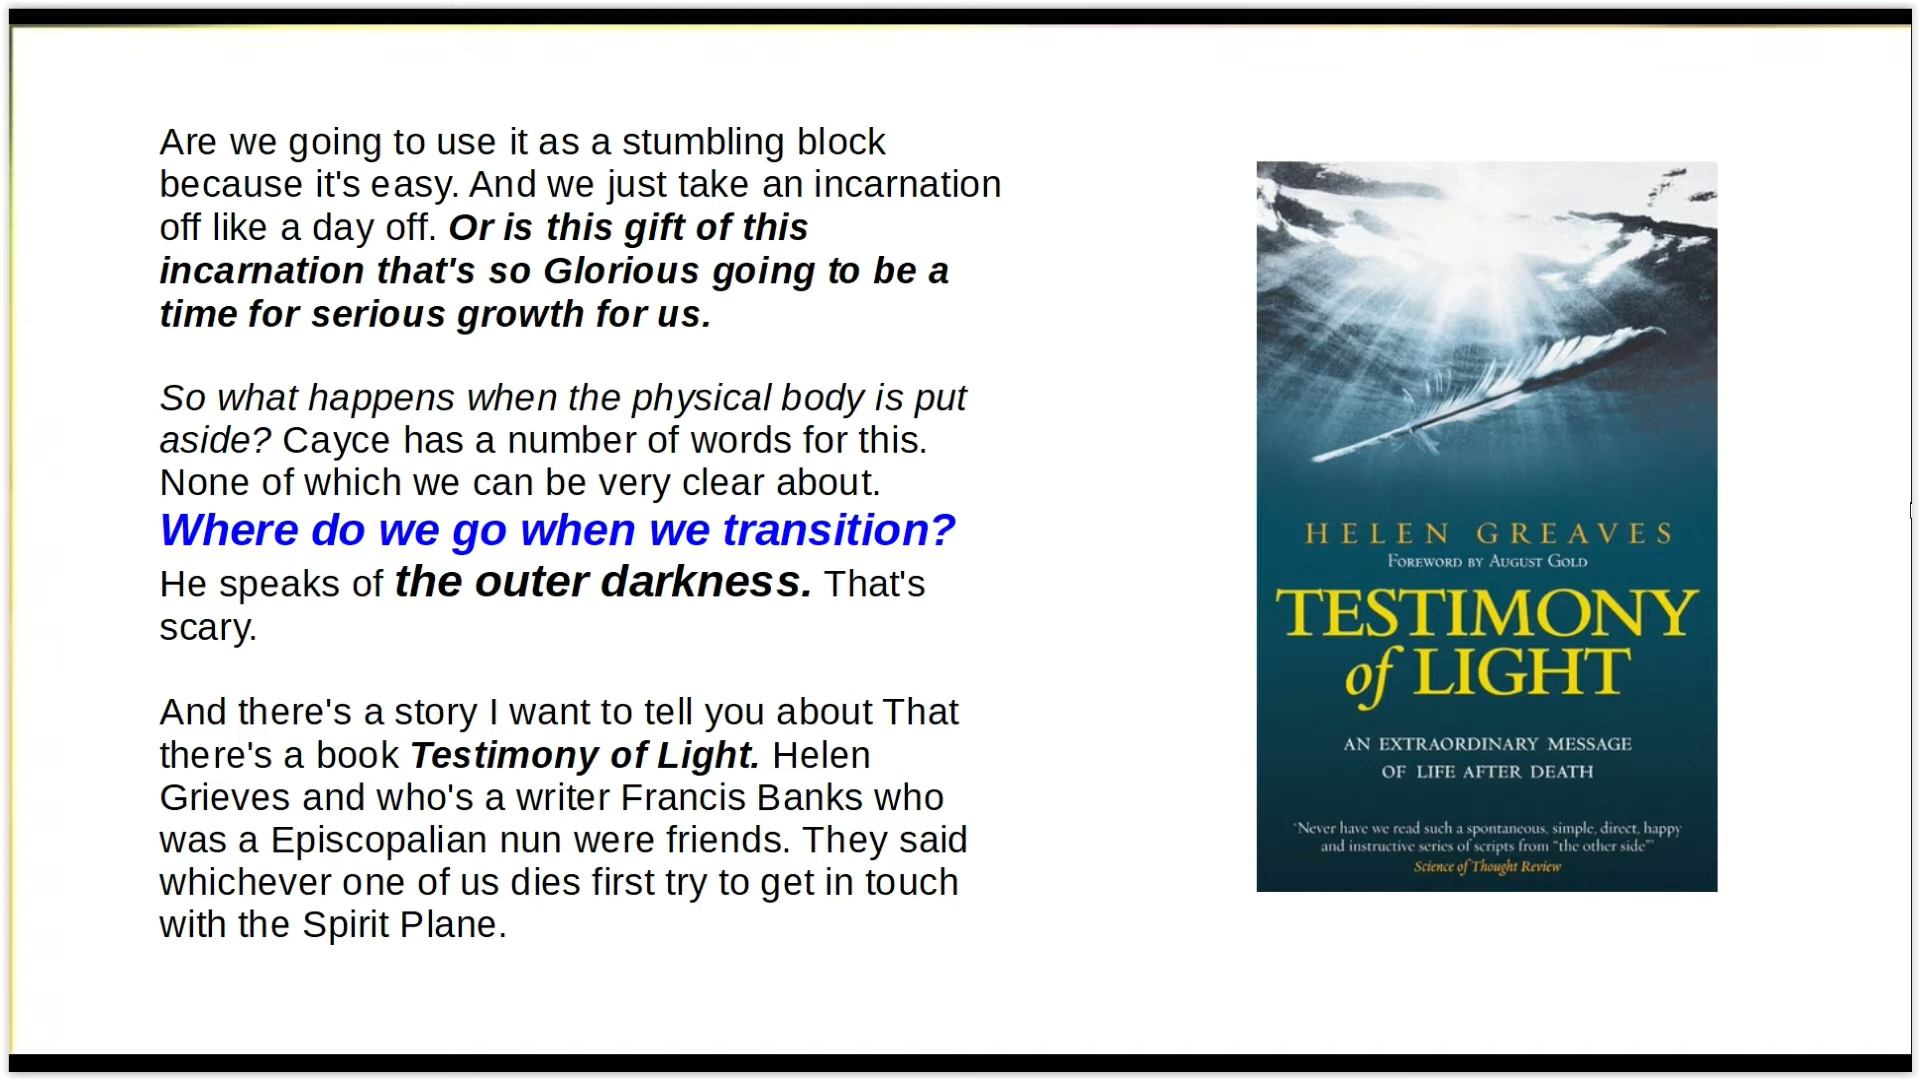 Are we going to use it as a stumbling block
because it's easy. And we just take an incarnation
off like a day off. Or is this gift of this
incarnation that's so Glorious going to be a
time for serious growth for us.
So what happens when the physical body is put
aside? Cayce has a number of words for this.
None of which we can be very clear about.
Where do we go when we transition?
He speaks of the outer darkness. That's
scary.
And there's a story I want to tell you about That
there's a book Testimony of Light. Helen
Grieves and who's a writer Francis Banks who
was a Episcopalian nun were friends. They said
whichever one of us dies first try to get in touch
with the Spirit Plane.
HELEN GREAVES
FOREWORD BY AUGUST GOLD
TESTIMONY
of LIGHT
AN EXTRAORDINARY MESSAGE
OF LIFE AFTER DEATH
'Never have we read such a spontaneous, simple, direct, happy
and instructive series of scripts from "the other side"'
Science of Thought Review